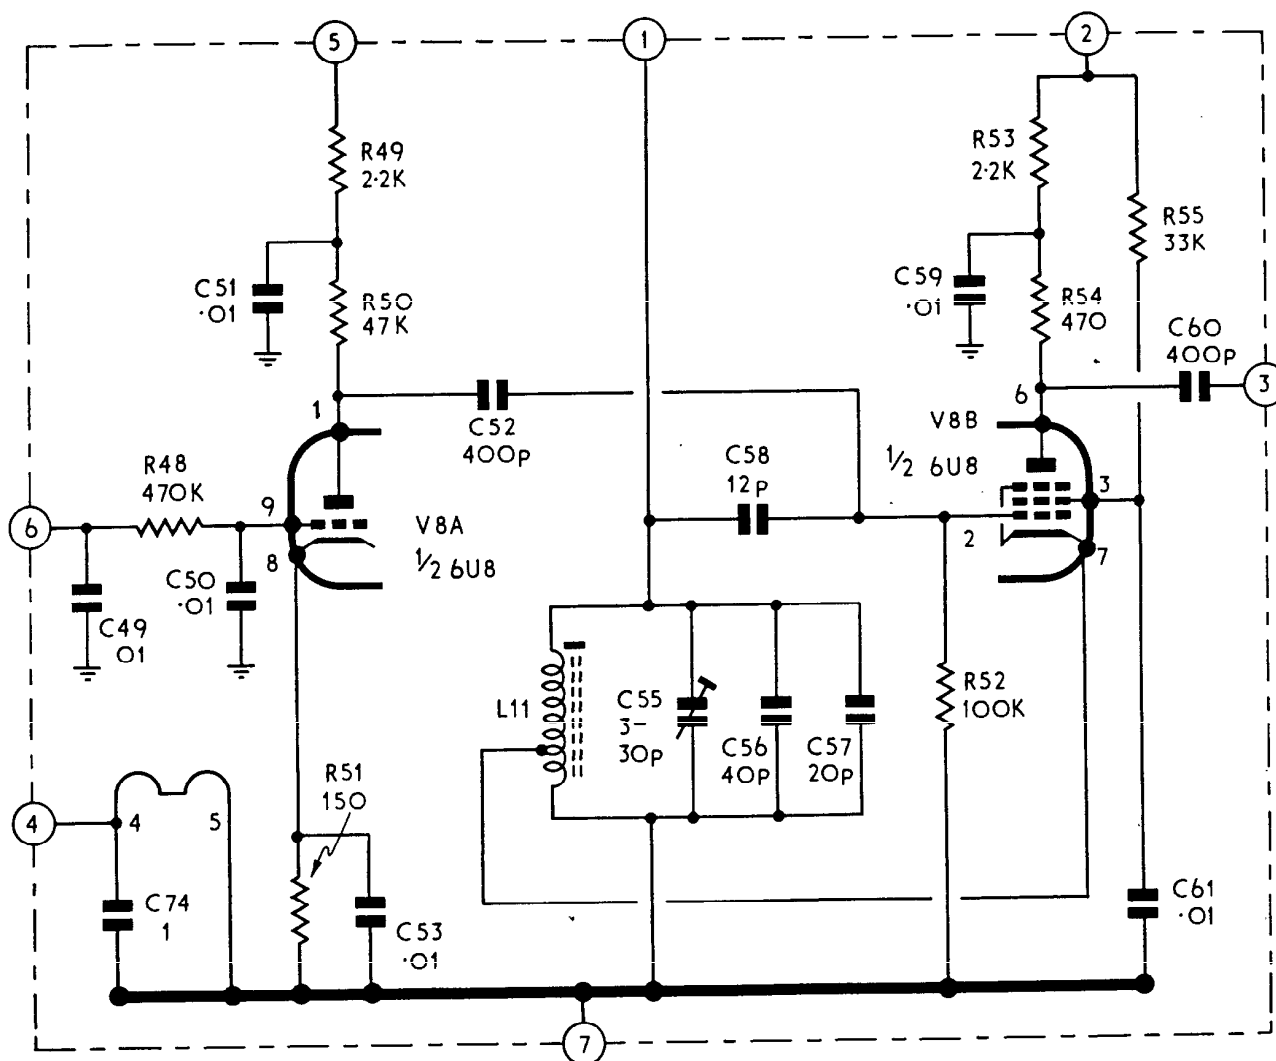 5
1
2
R49
2·2K
R53
2·2K
R55
33K
C51
·01
R50
47K
C59
·01
R54
470
C60
400p
3
1
6
C52
400p
V8B
½ 6U8
R48
470K
C58
12p
3
6
9
V8A
½ 6U8
2
8
7
C50
·01
C49
01
L11
C55
3-
30p
C56
40p
C57
20p
R52
100K
R51
150
4
4
5
C74
1
C53
·01
C61
·01
7